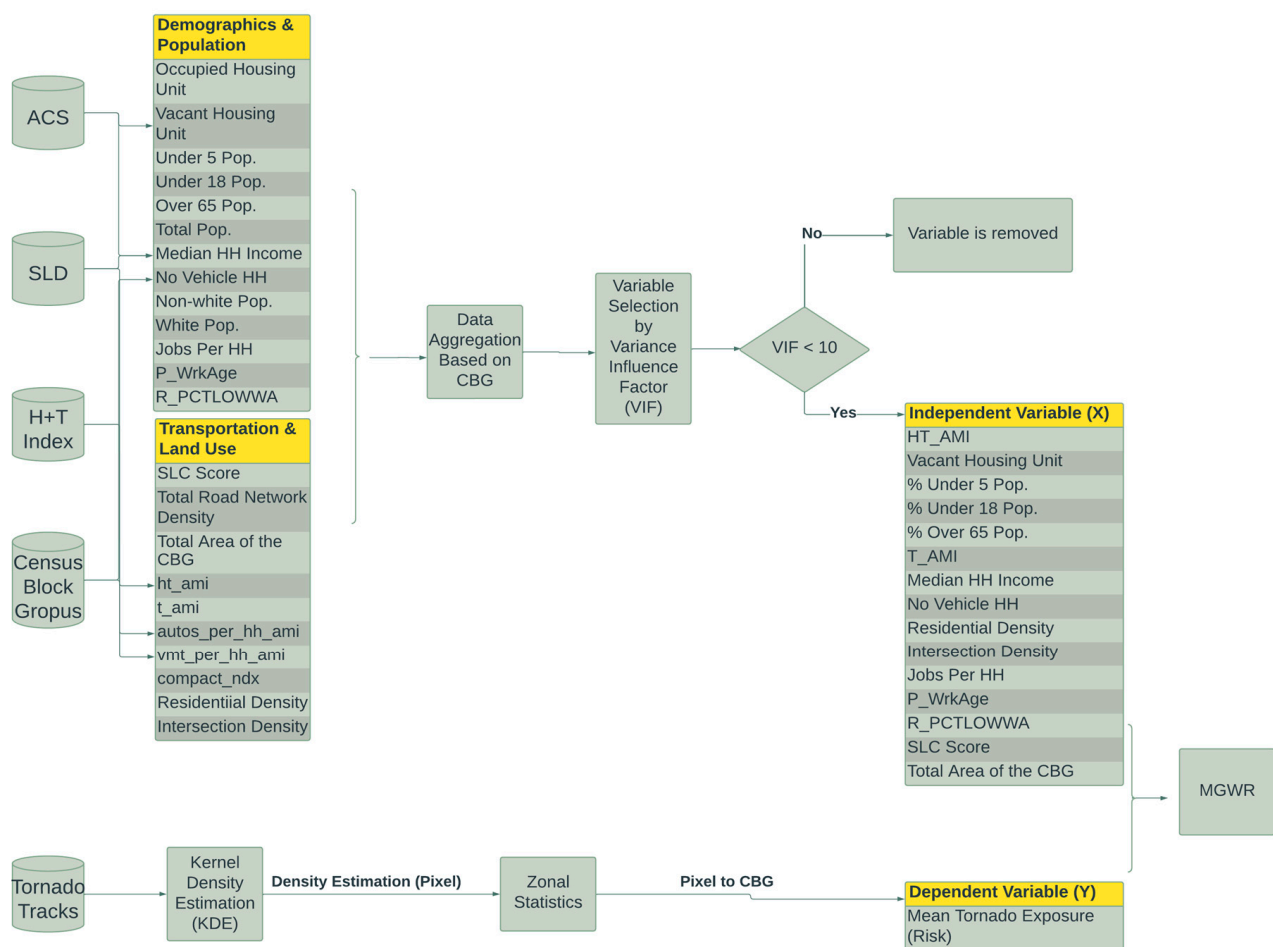 ACS
SLD
H+T
Index
Census
Block
Gropus
Demographics &
Population
Occupied Housing
Unit
Vacant Housing
Unit
Under 5 Pop.
Under 18 Pop.
Over 65 Pop.
Total Pop.
Median HH Income
No Vehicle HH
Non-white Pop.
White Pop.
Jobs Per HH
P_WrkAge
R_PCTLOWWA
Transportation &
Land Use
SLC Score
Total Road Network
Density
Total Area of the
CBG
ht_ami
t_ami
autos_per_hh_ami
vmt_per_hh_ami
compact_ndx
Residentiial Density
Intersection Density
Data
Aggregation
Based on
CBG
Variable
Selection
by
Variance
Influence
Factor
(VIF)
VIF < 10
No
Variable is removed
Yes
Independent Variable (X)
HT_AMI
Vacant Housing Unit
% Under 5 Pop.
% Under 18 Pop.
% Over 65 Pop.
T_AMI
Median HH Income
No Vehicle HH
Residential Density
Intersection Density
Jobs Per HH
P_WrkAge
R_PCTLOWWA
SLC Score
Total Area of the CBG
MGWR
Tornado
Tracks
Kernel
Density
Estimation
(KDE)
Density Estimation (Pixel)
Zonal
Statistics
Pixel to CBG
Dependent Variable (Y)
Mean Tornado Exposure
(Risk)